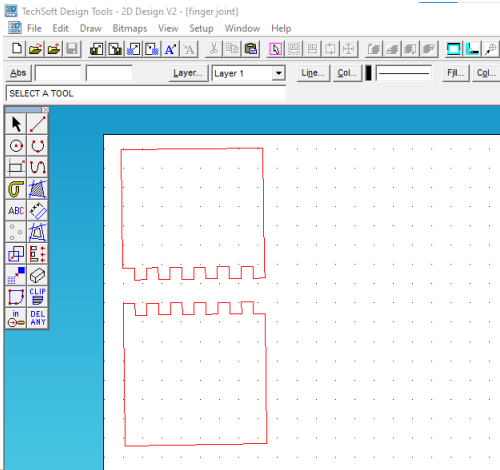 TechSoft Design Tools - 2D Design V2 - [finger joint]
File Edit Draw Bitmaps View Setup Window Help
Abs Layer... Layer 1 Line... Col... Fill... Col...
SELECT A TOOL
ABC
CLIP
in DEL
ANY